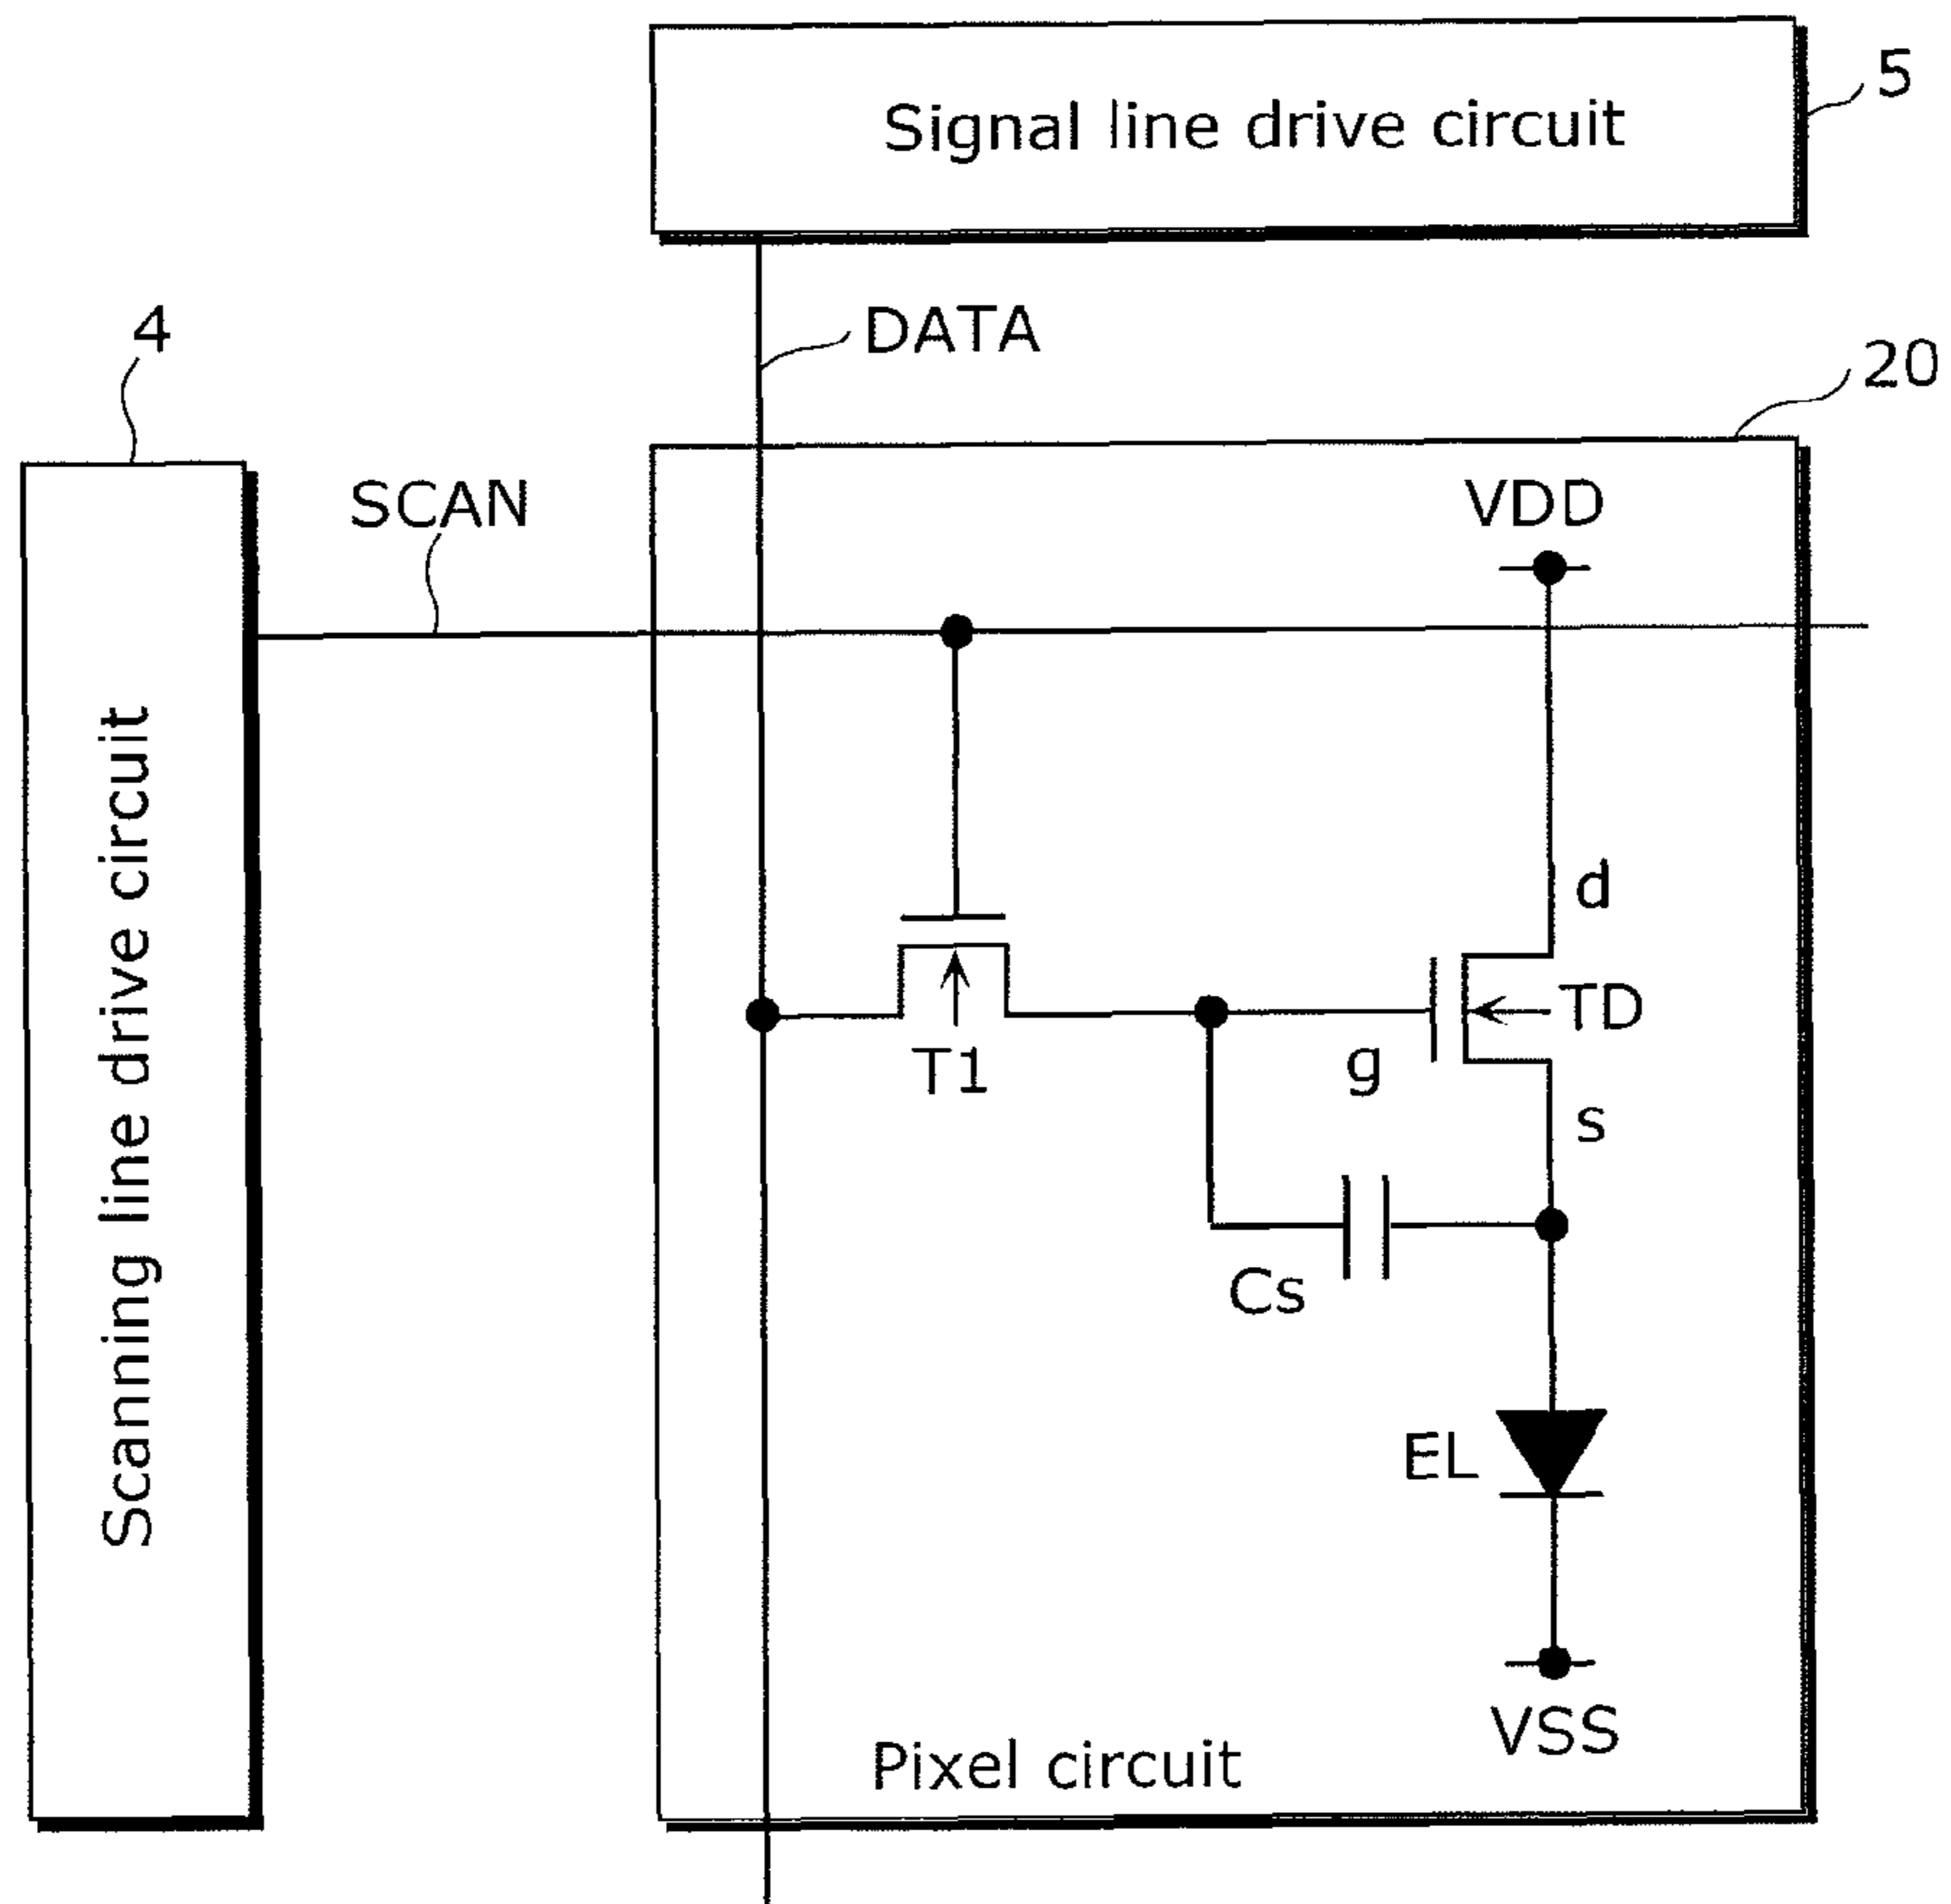 Signal line drive circuit
5
DATA
4
20
SCAN
VDD
Scanning line drive circuit
d
TD
T1
g
s
Cs
EL
VSS
Pixel circuit